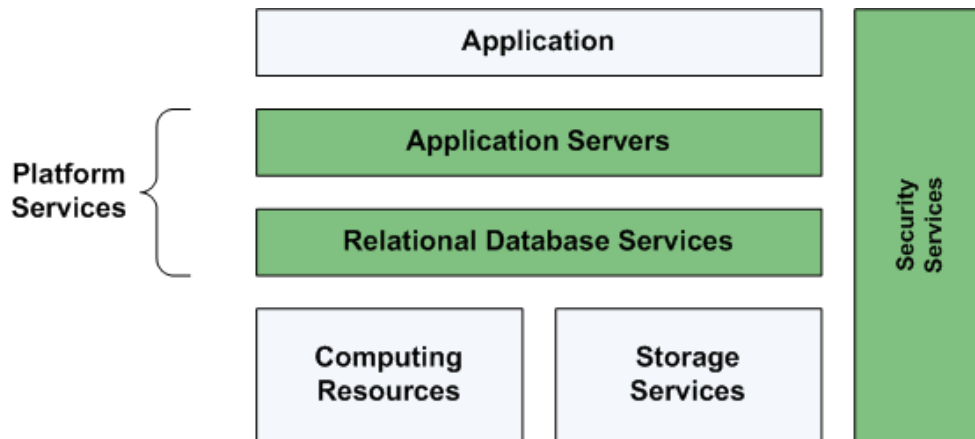 Application
Application Servers
Platform
Services
Relational Database Services
Computing
Resources
Storage
Services
Security
Services